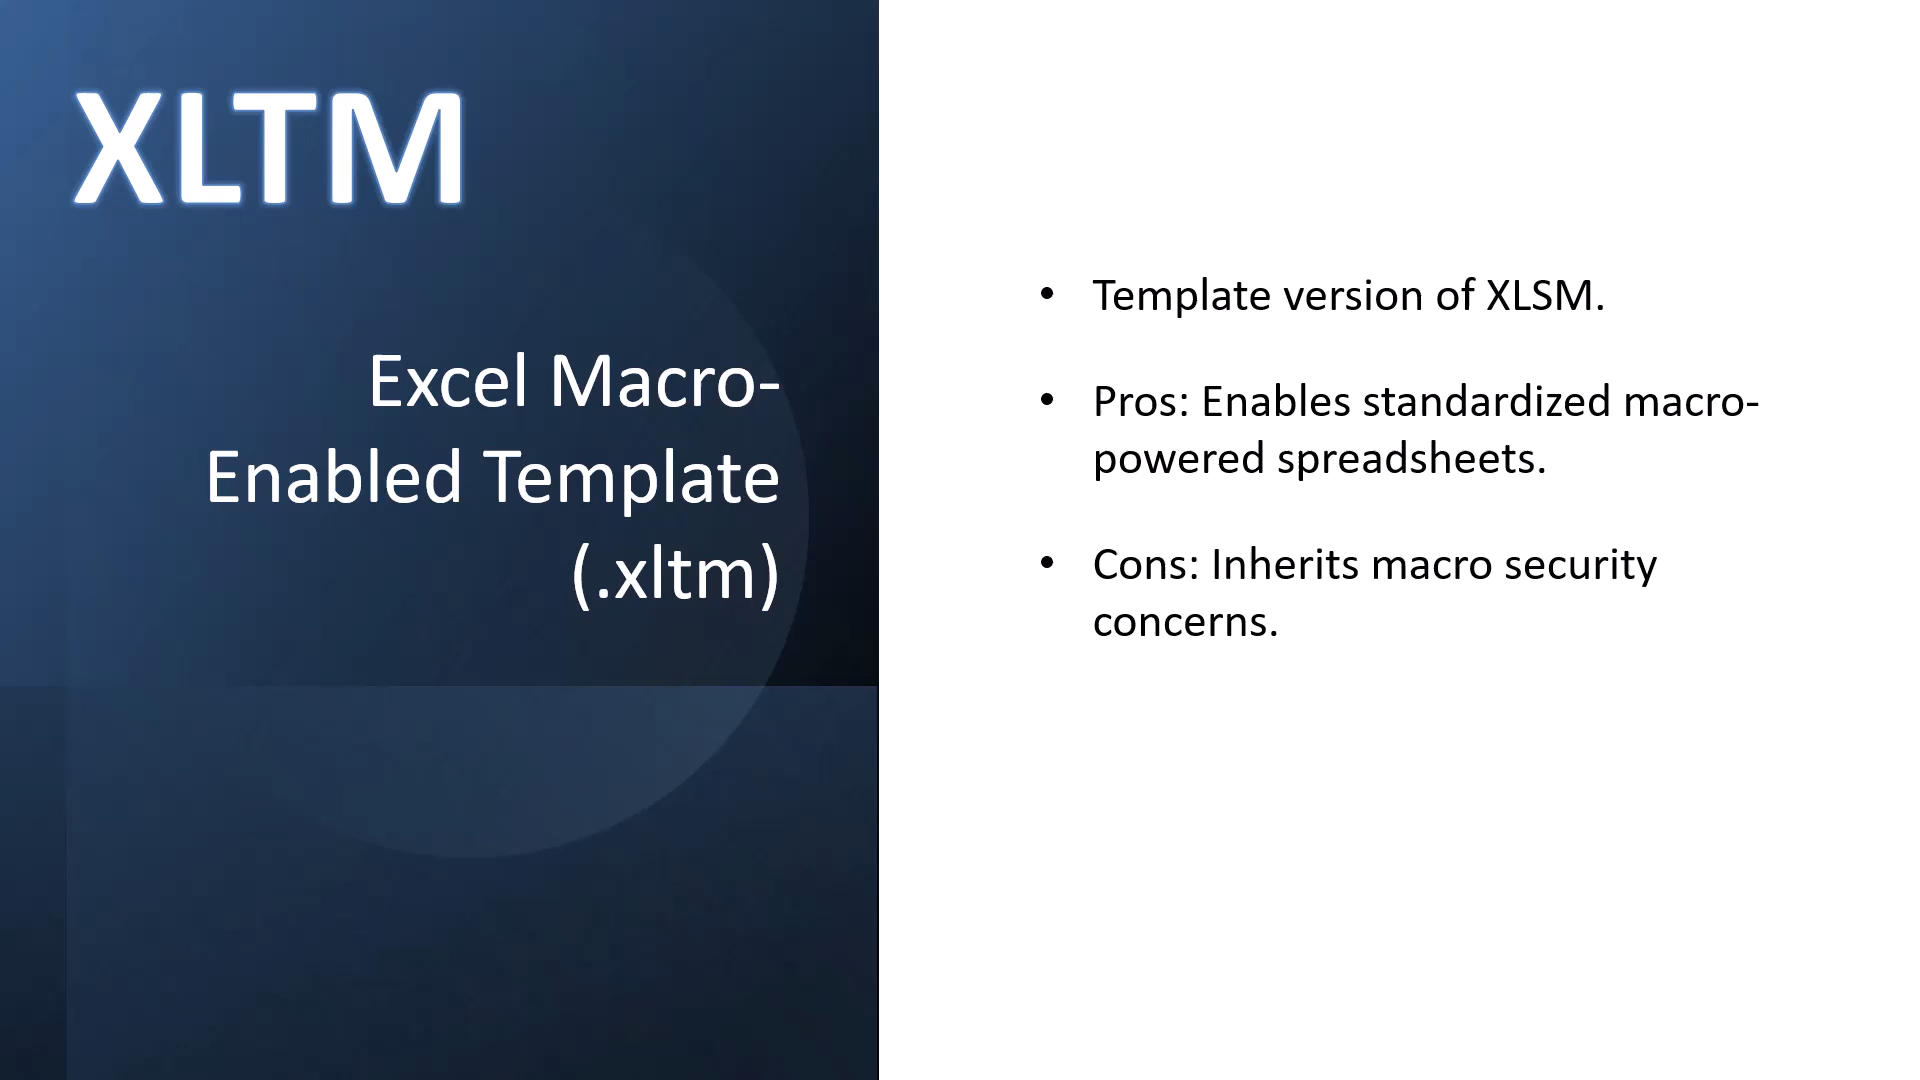 XLTM
Excel Macro-
Enabled Template
(.xltm)
• Template version of XLSM.
• Pros: Enables standardized macro-
powered spreadsheets.
• Cons: Inherits macro security
concerns.